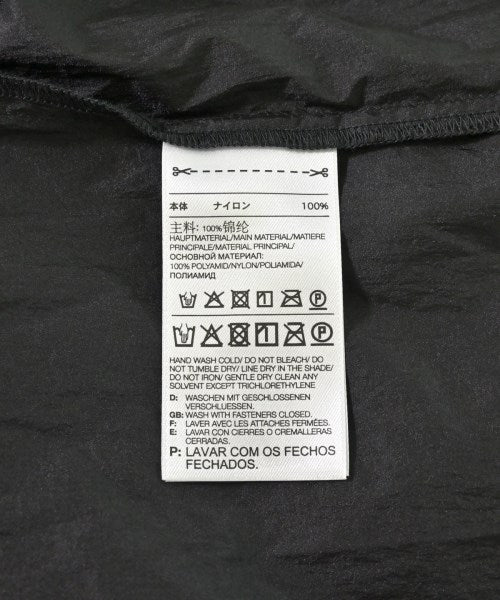 本体 ナイロン 100%
主料: 100%锦纶
HAUPTMATERIAL/MAIN MATERIAL/MATIERE
PRINCIPALE/MATERIAL PRINCIPAL/
ОСНОВНОЙ МАТЕРИАЛ:
100% POLYAMID/NYLON/POLIAMIDA/
ПОЛИАМИД
P
P
HAND WASH COLD/ DO NOT BLEACH/ DO
NOT TUMBLE DRY/ LINE DRY IN THE SHADE/
DO NOT IRON/ GENTLE DRY CLEAN ANY
SOLVENT EXCEPT TRICHLORETHYLENE
D: WASCHEN MIT GESCHLOSSENEN
VERSCHLUESSEN.
GB: WASH WITH FASTENERS CLOSED.
F: LAVER AVEC LES ATTACHES FERMÉES.
E: LAVAR CON CIERRES O CREMALLERAS
CERRADAS.
P: LAVAR COM OS FECHOS
FECHADOS.